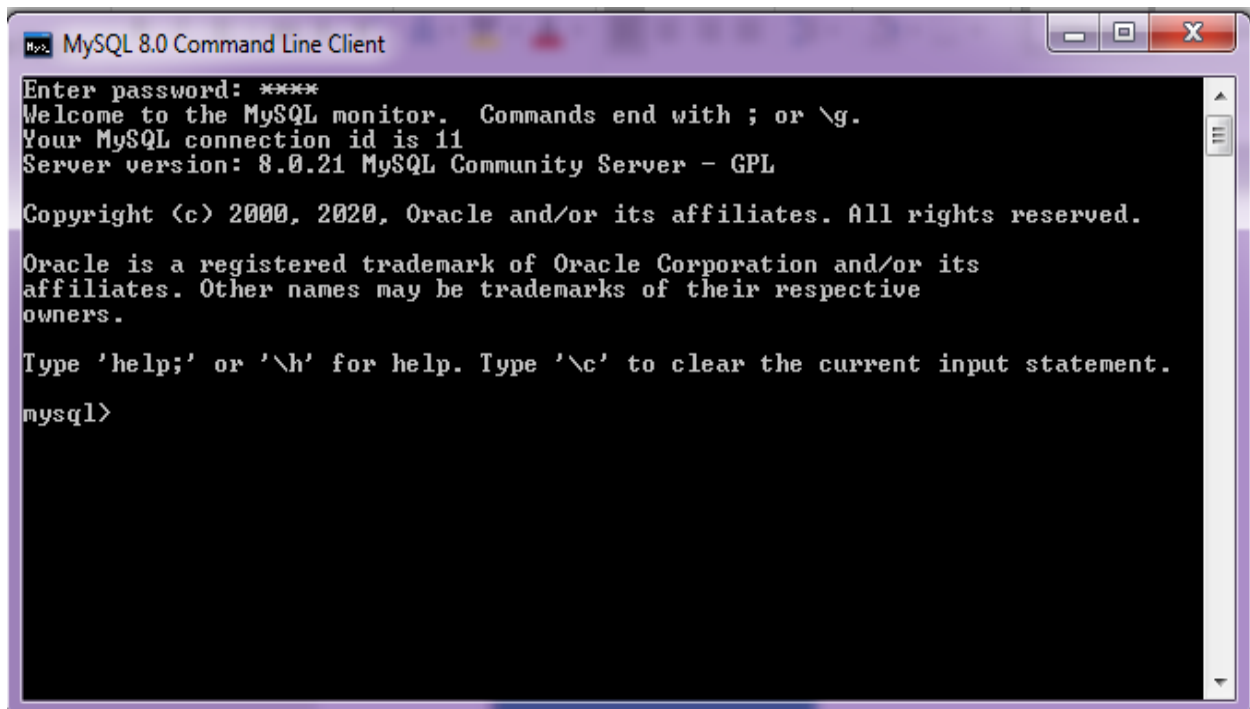 MySQL 8.0 Command Line Client
Enter password: ****
Welcome to the MySQL monitor.  Commands end with ; or \g.
Your MySQL connection id is 11
Server version: 8.0.21 MySQL Community Server - GPL
Copyright (c) 2000, 2020, Oracle and/or its affiliates. All rights reserved.
Oracle is a registered trademark of Oracle Corporation and/or its
affiliates. Other names may be trademarks of their respective
owners.
Type 'help;' or '\h' for help. Type '\c' to clear the current input statement.
mysql>